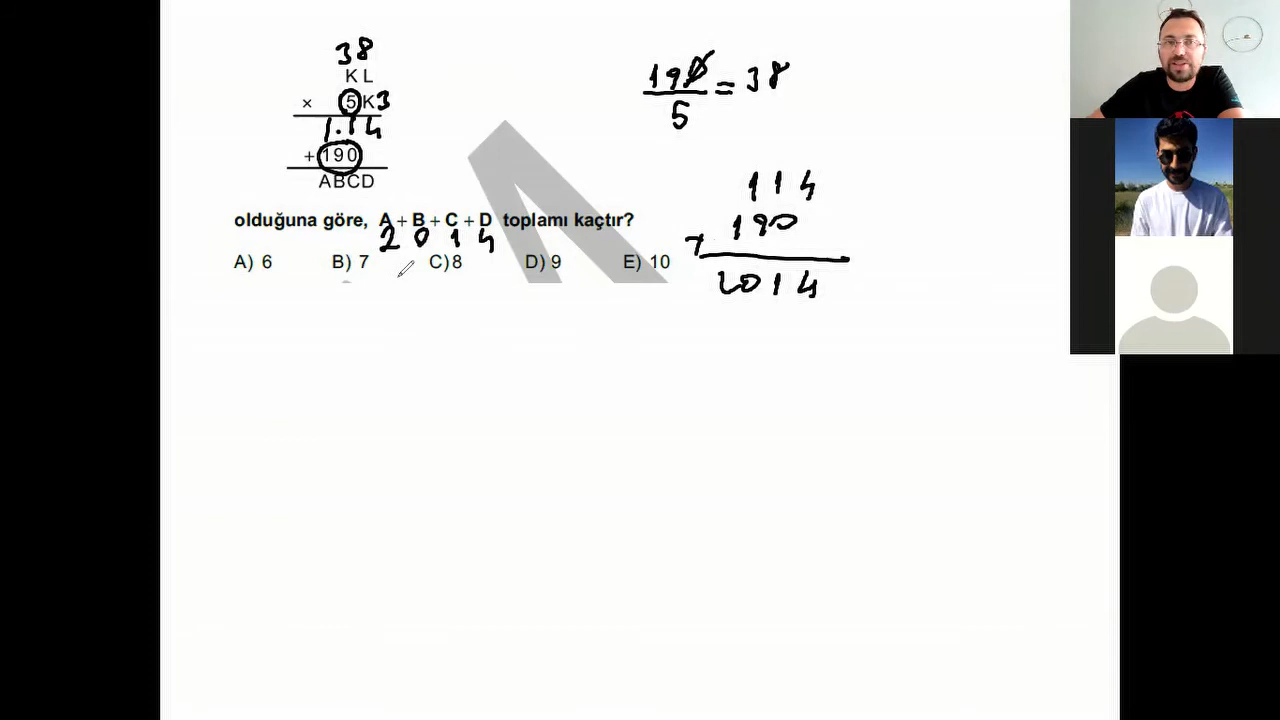 38
KL
× 5K3
1.14
+190
ABCD
olduğuna göre, A + B + C + D toplamı kaçtır?
2 0 1 4
A) 6 B) 7 C) 8 D) 9 E) 10
190
5
= 38
114
190
+
2014